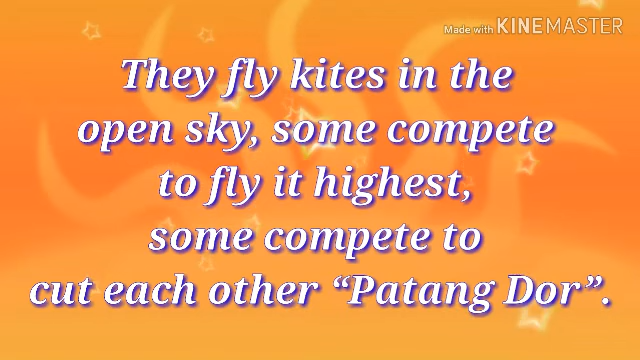 Made with KINEMASTER
They fly kites in the
open sky, some compete
to fly it highest,
some compete to
cut each other “Patang Dor”.